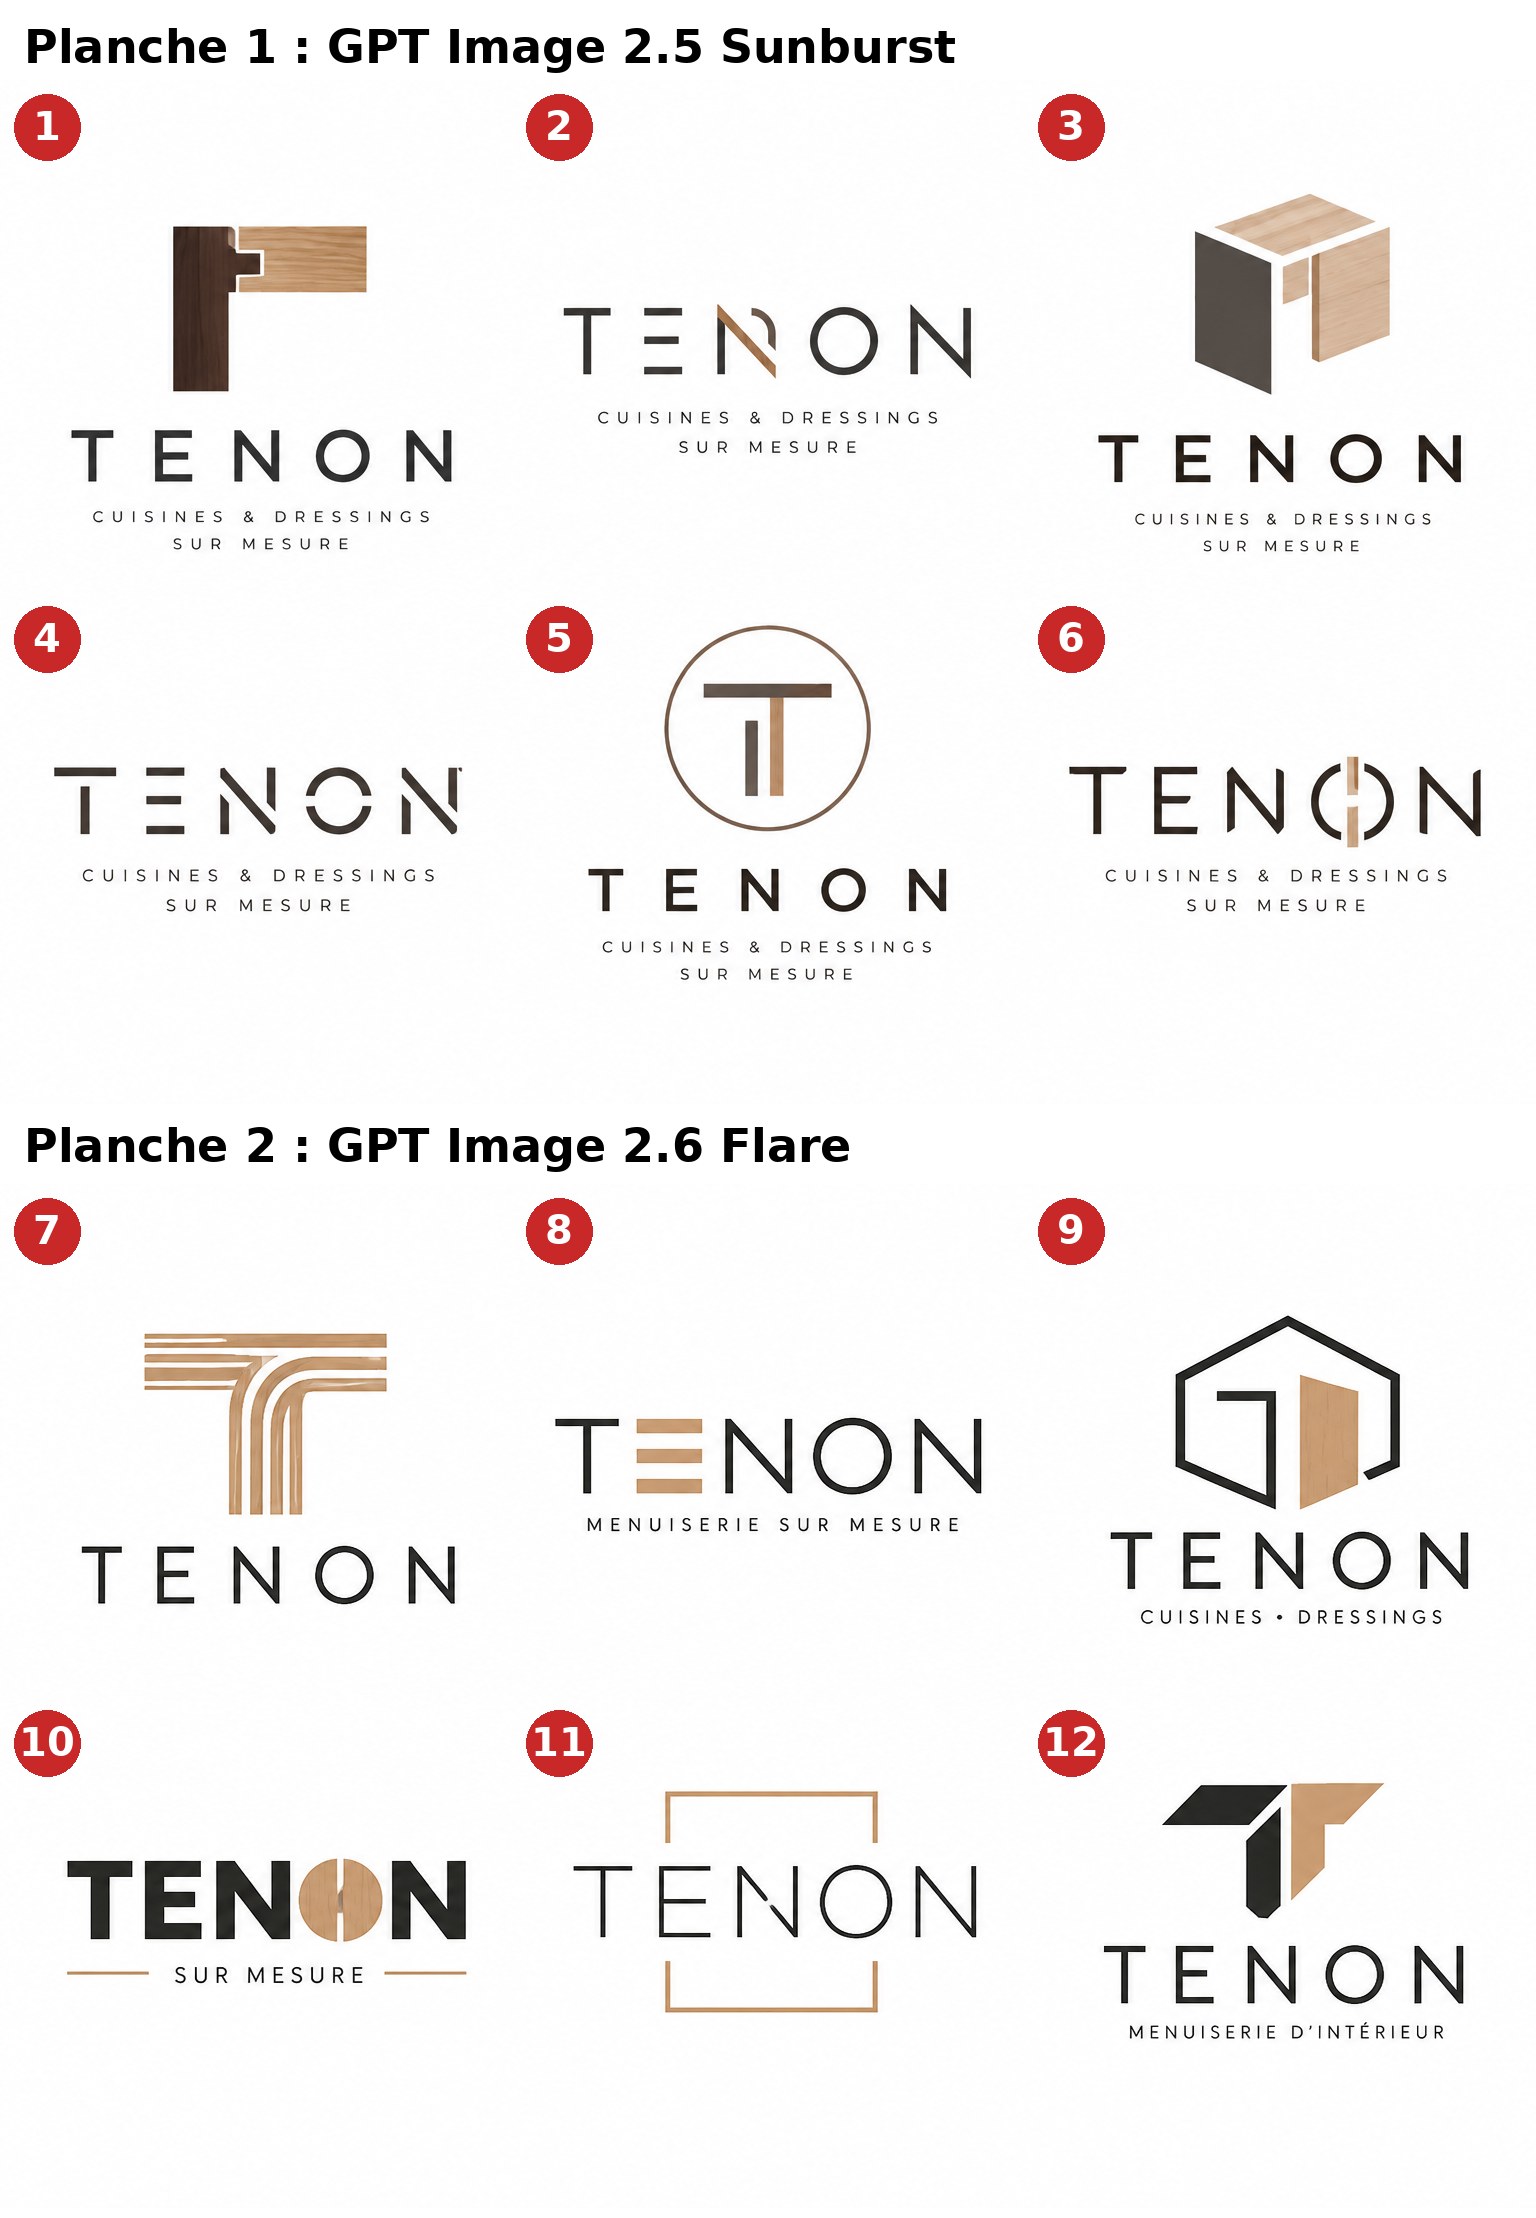 Planche 1 : GPT Image 2.5 Sunburst
1
2
3
TENON
CUISINES & DRESSINGS
SUR MESURE
TENON
CUISINES & DRESSINGS
SUR MESURE
TENON
CUISINES & DRESSINGS
SUR MESURE
4
5
6
TENON
CUISINES & DRESSINGS
SUR MESURE
T
TENON
CUISINES & DRESSINGS
SUR MESURE
TENON
CUISINES & DRESSINGS
SUR MESURE
Planche 2 : GPT Image 2.6 Flare
7
8
9
TENON
TENON
MENUISERIE SUR MESURE
TENON
CUISINES • DRESSINGS
10
11
12
TENON
SUR MESURE
TENON
TENON
MENUISERIE D'INTÉRIEUR